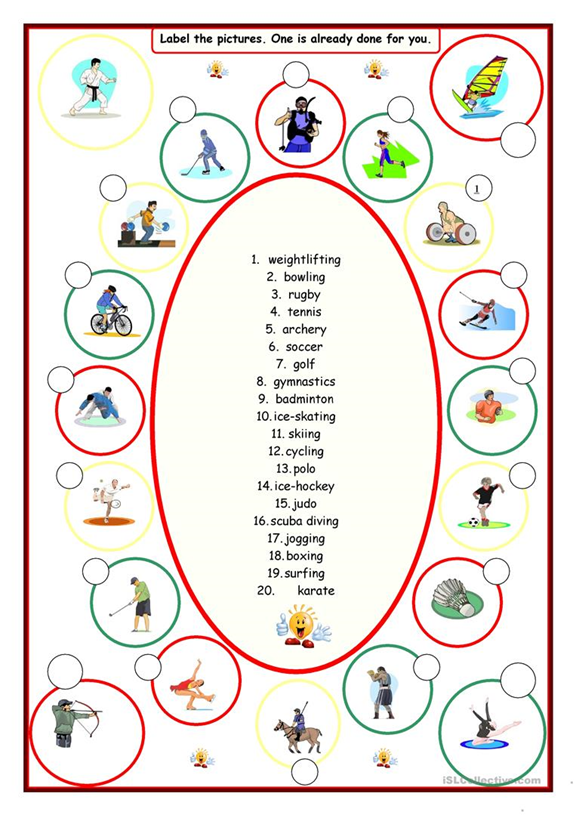 Label the pictures. One is already done for you.
1
1. weightlifting
2. bowling
3. rugby
4. tennis
5. archery
6. soccer
7. golf
8. gymnastics
9. badminton
10. ice-skating
11. skiing
12. cycling
13. polo
14. ice-hockey
15. judo
16. scuba diving
17. jogging
18. boxing
19. surfing
20. karate
iSLCollective.com